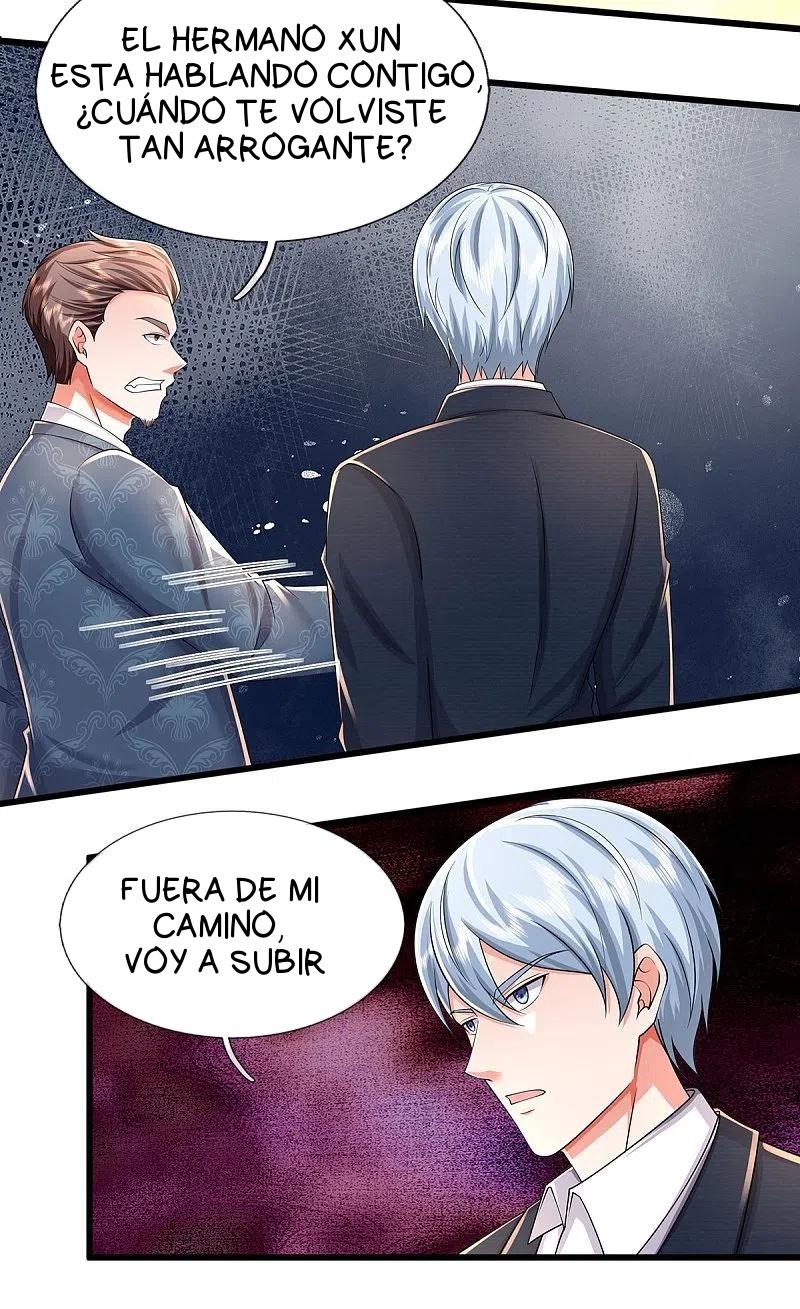 EL HERMANO XUN
ESTA HABLANDO CONTIGO,
¿CUÁNDO TE VOLVISTE
TAN ARROGANTE?
FUERA DE MI
CAMINO,
VOY A SUBIR